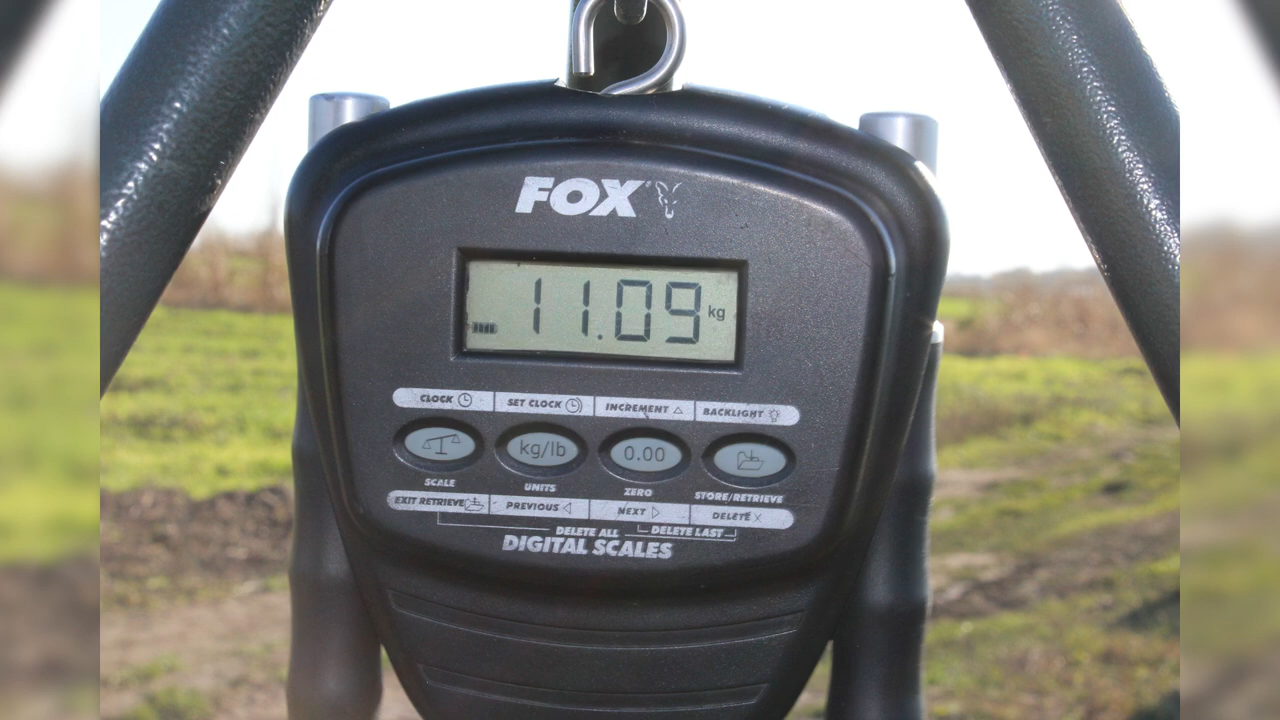 FOX
11.09 kg
CLOCK SET CLOCK INCREMENT BACKLIGHT
kg/lb 0.00
SCALE UNITS ZERO STORE/RETRIEVE
EXIT RETRIEVE PREVIOUS NEXT DELETE X
DELETE ALL DELEYE LAST
DIGITAL SCALES